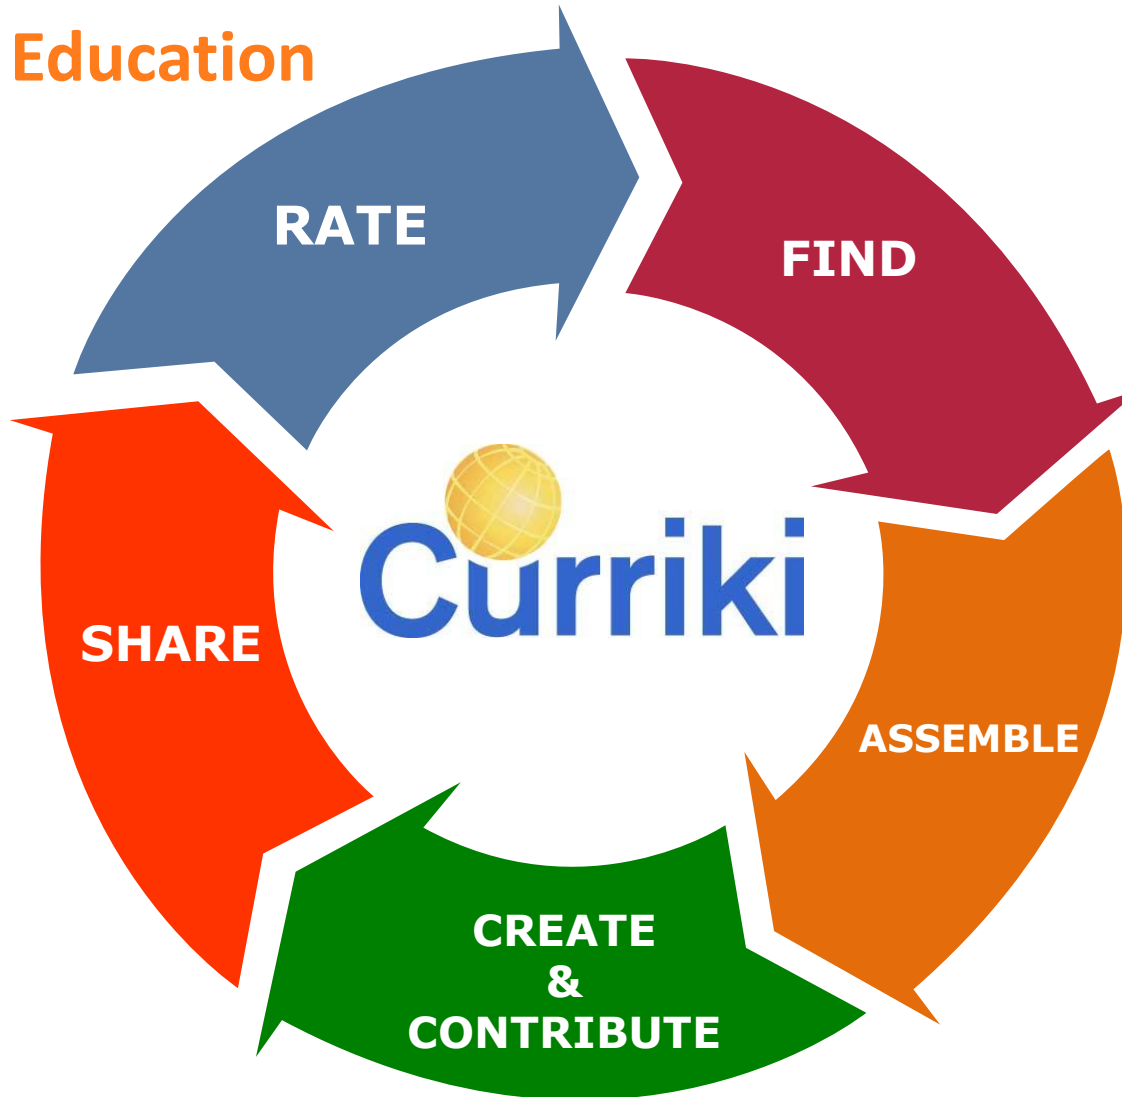 Education
RATE
FIND
Curriki
SHARE
ASSEMBLE
CREATE
&
CONTRIBUTE